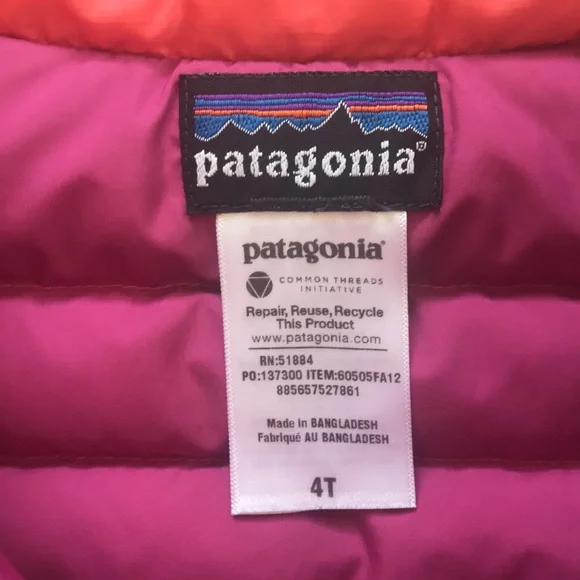 patagonia®
patagonia®
COMMON THREADS
INITIATIVE
Repair, Reuse, Recycle
This Product
www.patagonia.com
RN:51884
PO:137300 ITEM:60505FA12
885657527861
Made in BANGLADESH
Fabriqué AU BANGLADESH
4T